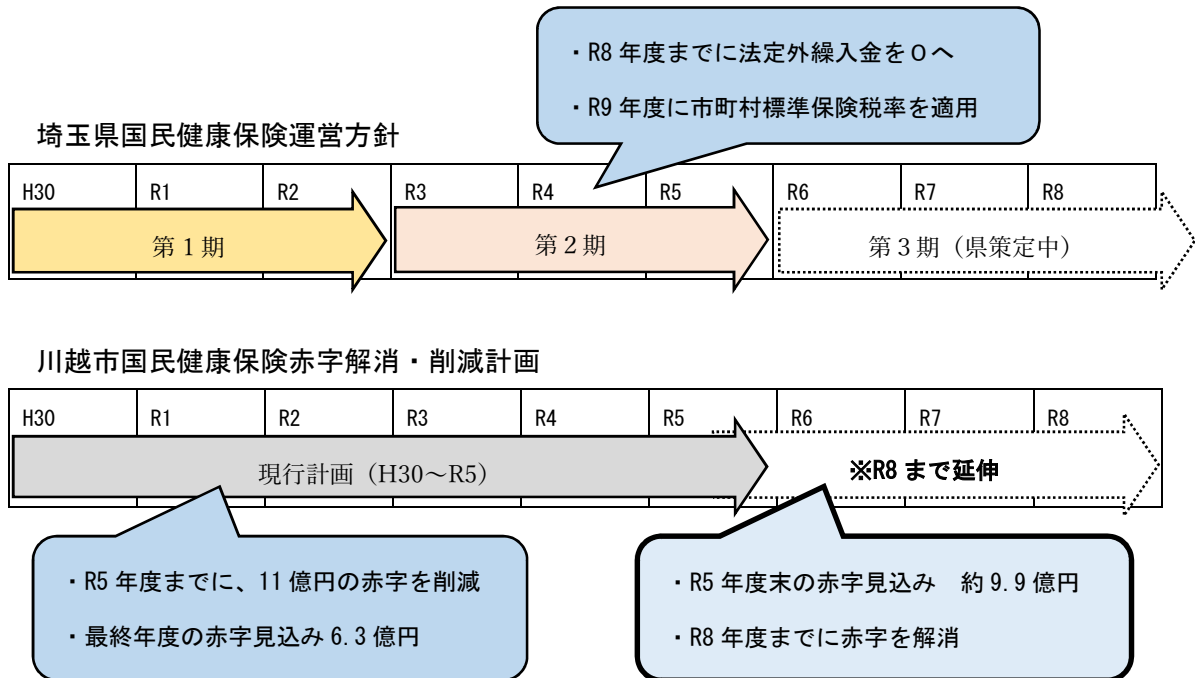 ・R8 年度までに法定外繰入金を０へ
・R9 年度に市町村標準保険税率を適用
埼玉県国民健康保険運営方針
H30 R1 R2 R3 R4 R5 R6 R7 R8
第１期 第２期 第３期（県策定中）
川越市国民健康保険赤字解消・削減計画
H30 R1 R2 R3 R4 R5 R6 R7 R8
現行計画（H30～R5） ※R8 まで延伸
・R5 年度までに、11 億円の赤字を削減
・最終年度の赤字見込み 6.3 億円
・R5 年度末の赤字見込み　約 9.9 億円
・R8 年度までに赤字を解消